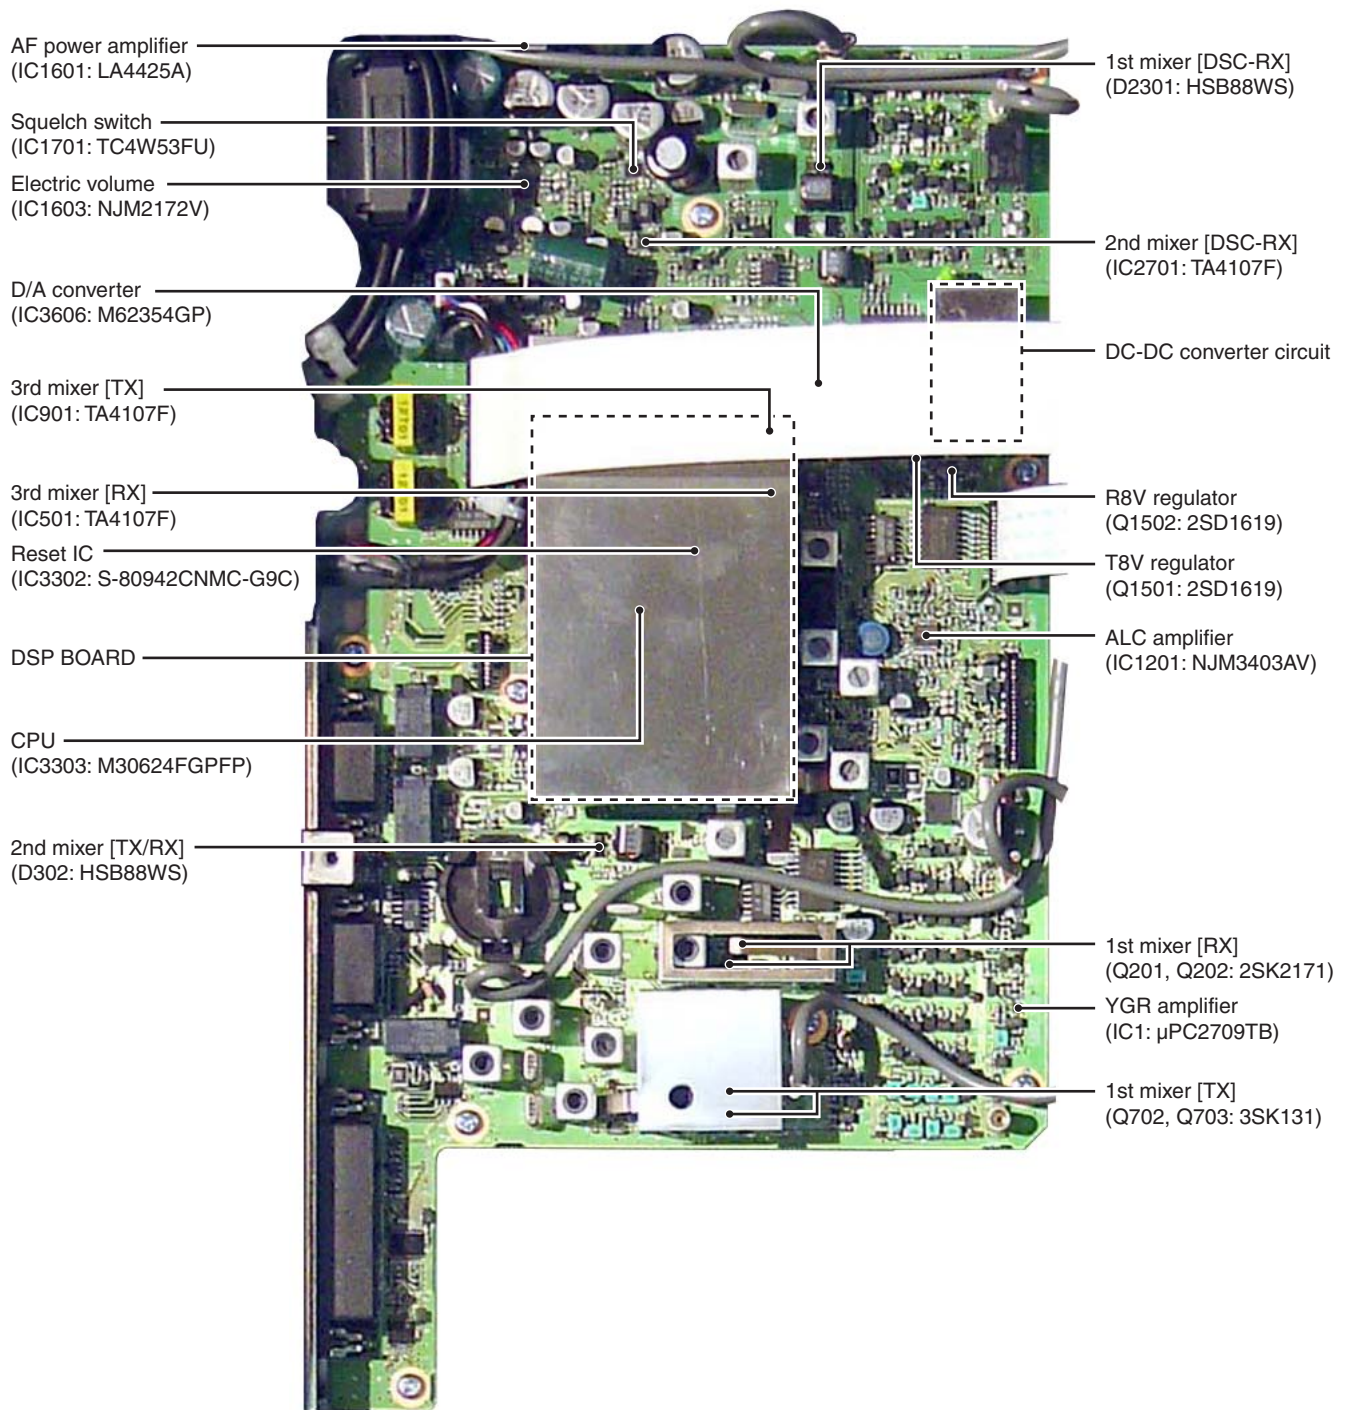 AF power amplifier
(IC1601: LA4425A)
Squelch switch
(IC1701: TC4W53FU)
Electric volume
(IC1603: NJM2172V)
D/A converter
(IC3606: M62354GP)
3rd mixer [TX]
(IC901: TA4107F)
3rd mixer [RX]
(IC501: TA4107F)
Reset IC
(IC3302: S-80942CNMC-G9C)
DSP BOARD
CPU
(IC3303: M30624FGPFP)
2nd mixer [TX/RX]
(D302: HSB88WS)
1st mixer [DSC-RX]
(D2301: HSB88WS)
2nd mixer [DSC-RX]
(IC2701: TA4107F)
DC-DC converter circuit
R8V regulator
(Q1502: 2SD1619)
T8V regulator
(Q1501: 2SD1619)
ALC amplifier
(IC1201: NJM3403AV)
1st mixer [RX]
(Q201, Q202: 2SK2171)
YGR amplifier
(IC1: µPC2709TB)
1st mixer [TX]
(Q702, Q703: 3SK131)